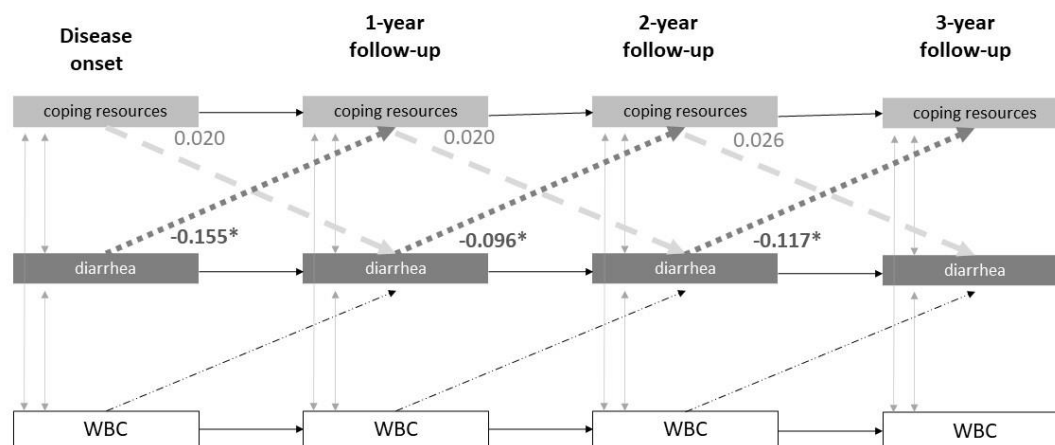 Disease
onset
1-year
follow-up
2-year
follow-up
3-year
follow-up
coping resources
coping resources
coping resources
coping resources
0.020
0.020
0.026
-0.155*
-0.096*
-0.117*
diarrhea
diarrhea
diarrhea
diarrhea
WBC
WBC
WBC
WBC